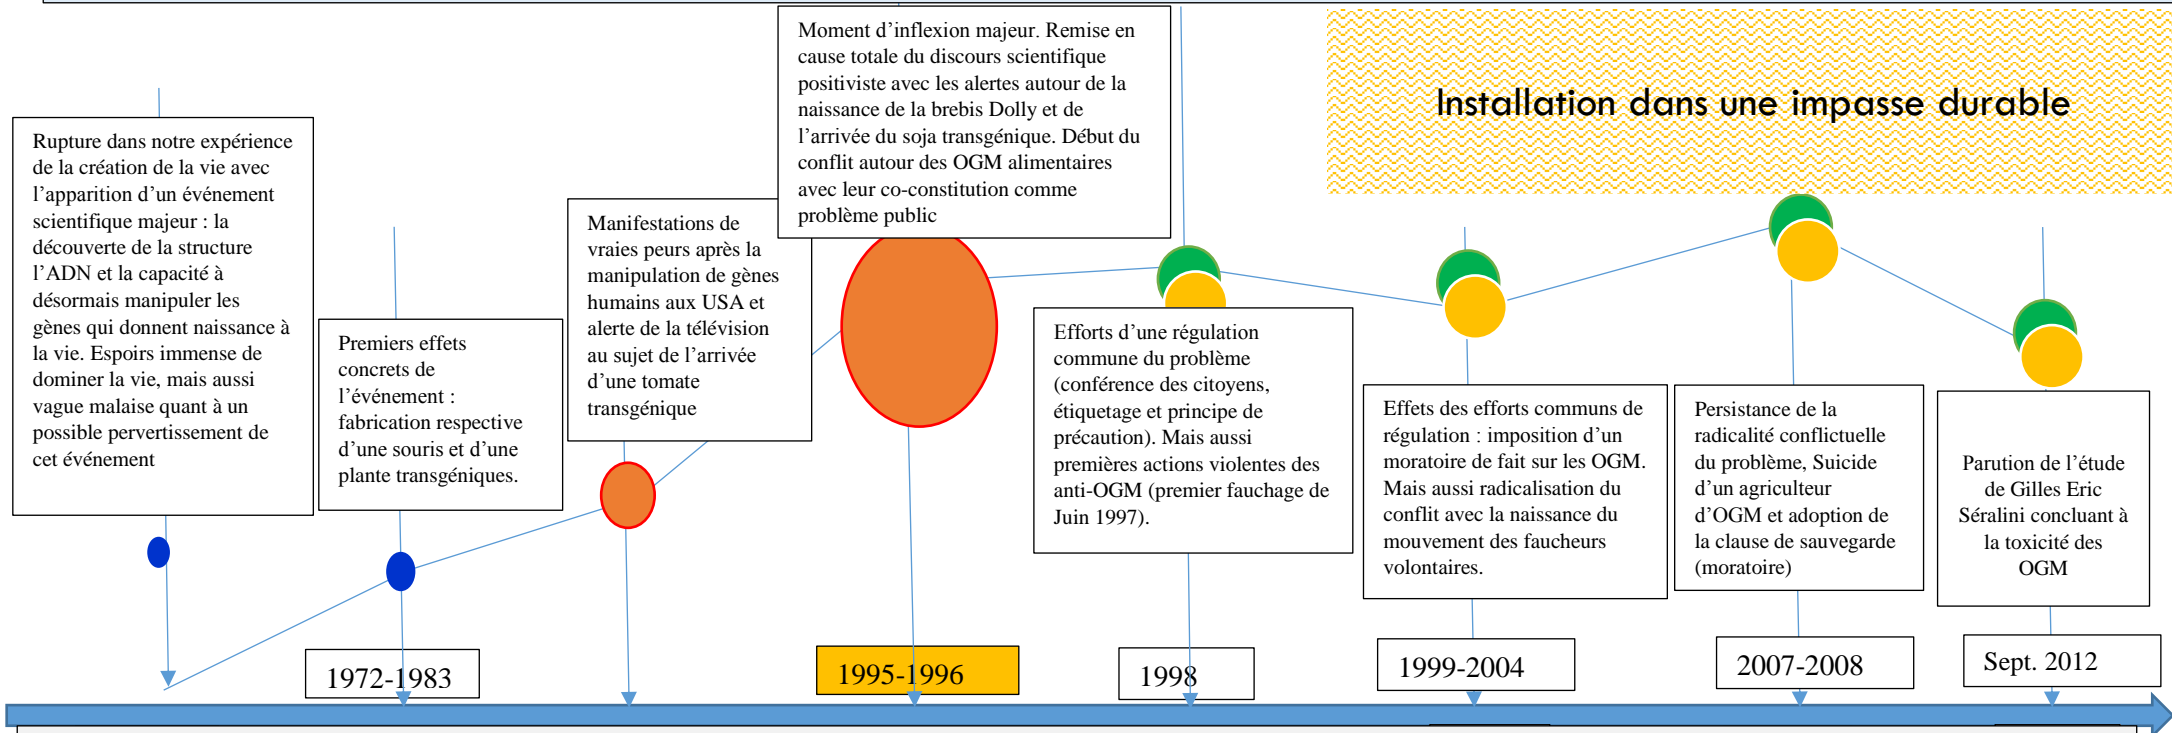 Rupture dans notre expérience
de la création de la vie avec
l’apparition d’un événement
scientifique majeur : la
découverte de la structure
l’ADN et la capacité à
désormais manipuler les
gènes qui donnent naissance à
la vie. Espoirs immense de
dominer la vie, mais aussi
vague malaise quant à un
possible pervertissement de
cet événement
Premiers effets
concrets de
l’événement :
fabrication respective
d’une souris et d’une
plante transgéniques.
Manifestations de
vraies peurs après la
manipulation de gènes
humains aux USA et
alerte de la télévision
au sujet de l’arrivée
d’une tomate
transgénique
Moment d’inflexion majeur. Remise en
cause totale du discours scientifique
positiviste avec les alertes autour de la
naissance de la brebis Dolly et de
l’arrivée du soja transgénique. Début du
conflit autour des OGM alimentaires
avec leur co-constitution comme
problème public
Installation dans une impasse durable
Efforts d’une régulation
commune du problème
(conférence des citoyens,
étiquetage et principe de
précaution). Mais aussi
premières actions violentes des
anti-OGM (premier fauchage de
Juin 1997).
Effets des efforts communs de
régulation : imposition d’un
moratoire de fait sur les OGM.
Mais aussi radicalisation du
conflit avec la naissance du
mouvement des faucheurs
volontaires.
Persistance de la
radicalité conflictuelle
du problème, Suicide
d’un agriculteur
d’OGM et adoption de
la clause de sauvegarde
(moratoire)
Parution de l’étude
de Gilles Eric
Séralini concluant à
la toxicité des
OGM
1972-1983
1995-1996
1998
1999-2004
2007-2008
Sept. 2012